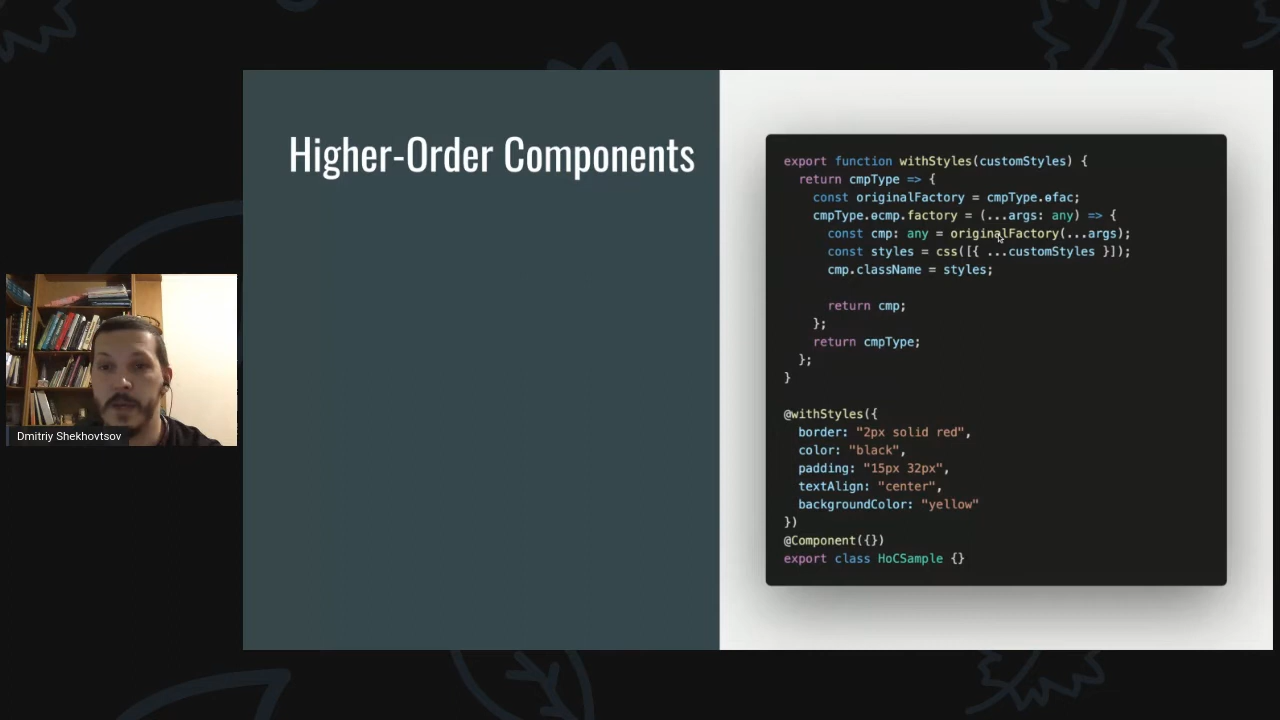 Higher-Order Components
export function withStyles(customStyles) {
return cmpType => {
const originalFactory = cmpType.ɵfac;
cmpType.ɵcmp.factory = (...args: any) => {
const cmp: any = originalFactory(...args);
const styles = css([{ ...customStyles }]);
cmp.className = styles;
return cmp;
};
return cmpType;
};
}
@withStyles({
border: "2px solid red",
color: "black",
padding: "15px 32px",
textAlign: "center",
backgroundColor: "yellow"
})
@Component({})
export class HoCSample {}
Dmitriy Shekhovtsov